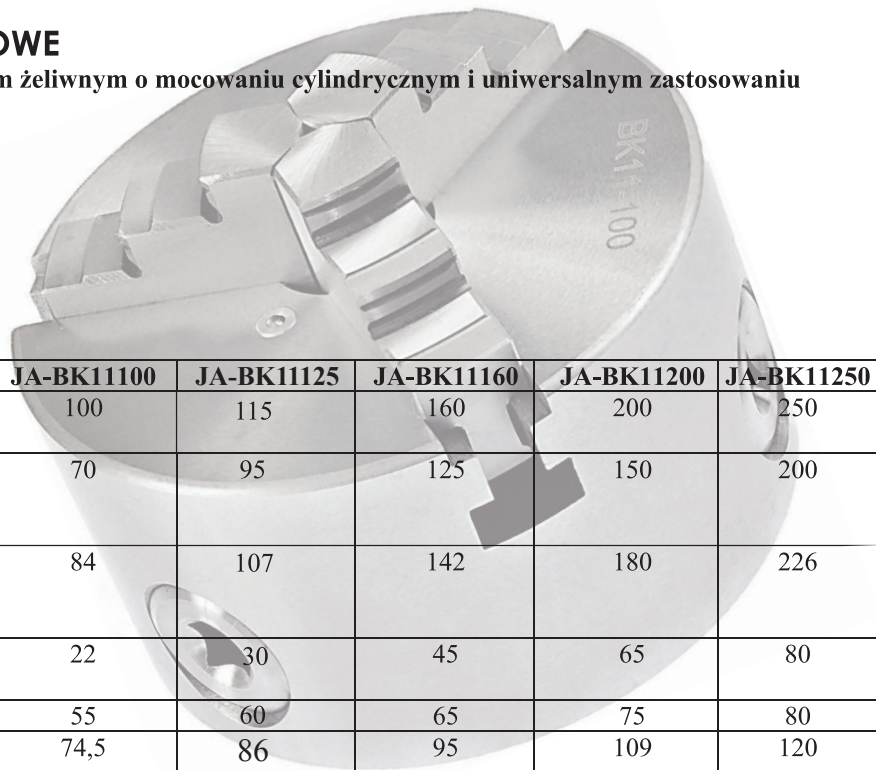 OWE
m żeliwnym o mocowaniu cylindrycznym i uniwersalnym zastosowaniu
BK11-100
JA-BK11100 JA-BK11125 JA-BK11160 JA-BK11200 JA-BK11250
100 115 160 200 250
70 95 125 150 200
84 107 142 180 226
22 30 45 65 80
55 60 65 75 80
74,5 86 95 109 120